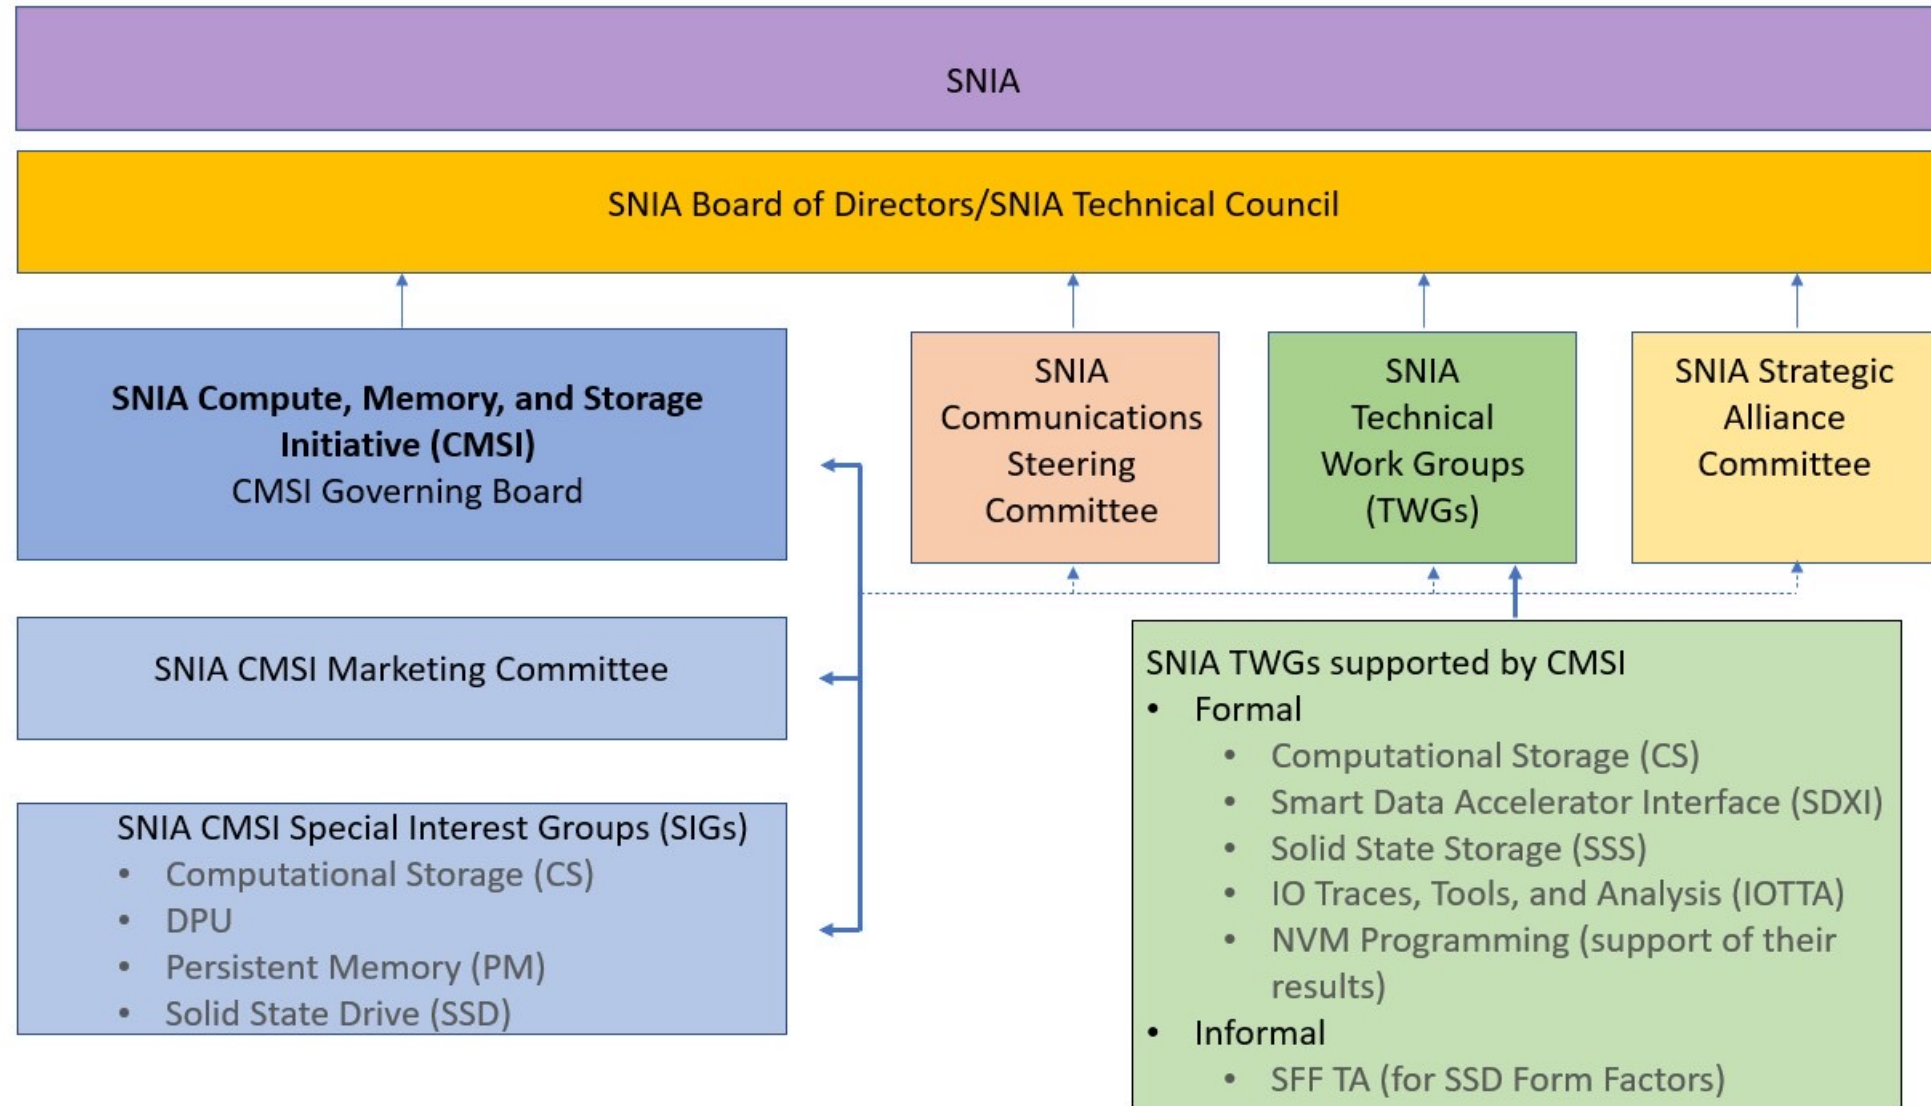 SNIA
SNIA Board of Directors/SNIA Technical Council
SNIA Compute, Memory, and Storage
Initiative (CMSI)
CMSI Governing Board
SNIA
Communications
Steering
Committee
SNIA
Technical
Work Groups
(TWGs)
SNIA Strategic
Alliance
Committee
SNIA CMSI Marketing Committee
SNIA CMSI Special Interest Groups (SIGs)
• Computational Storage (CS)
• DPU
• Persistent Memory (PM)
• Solid State Drive (SSD)
SNIA TWGs supported by CMSI
• Formal
• Computational Storage (CS)
• Smart Data Accelerator Interface (SDXI)
• Solid State Storage (SSS)
• IO Traces, Tools, and Analysis (IOTTA)
• NVM Programming (support of their
results)
• Informal
• SFF TA (for SSD Form Factors)